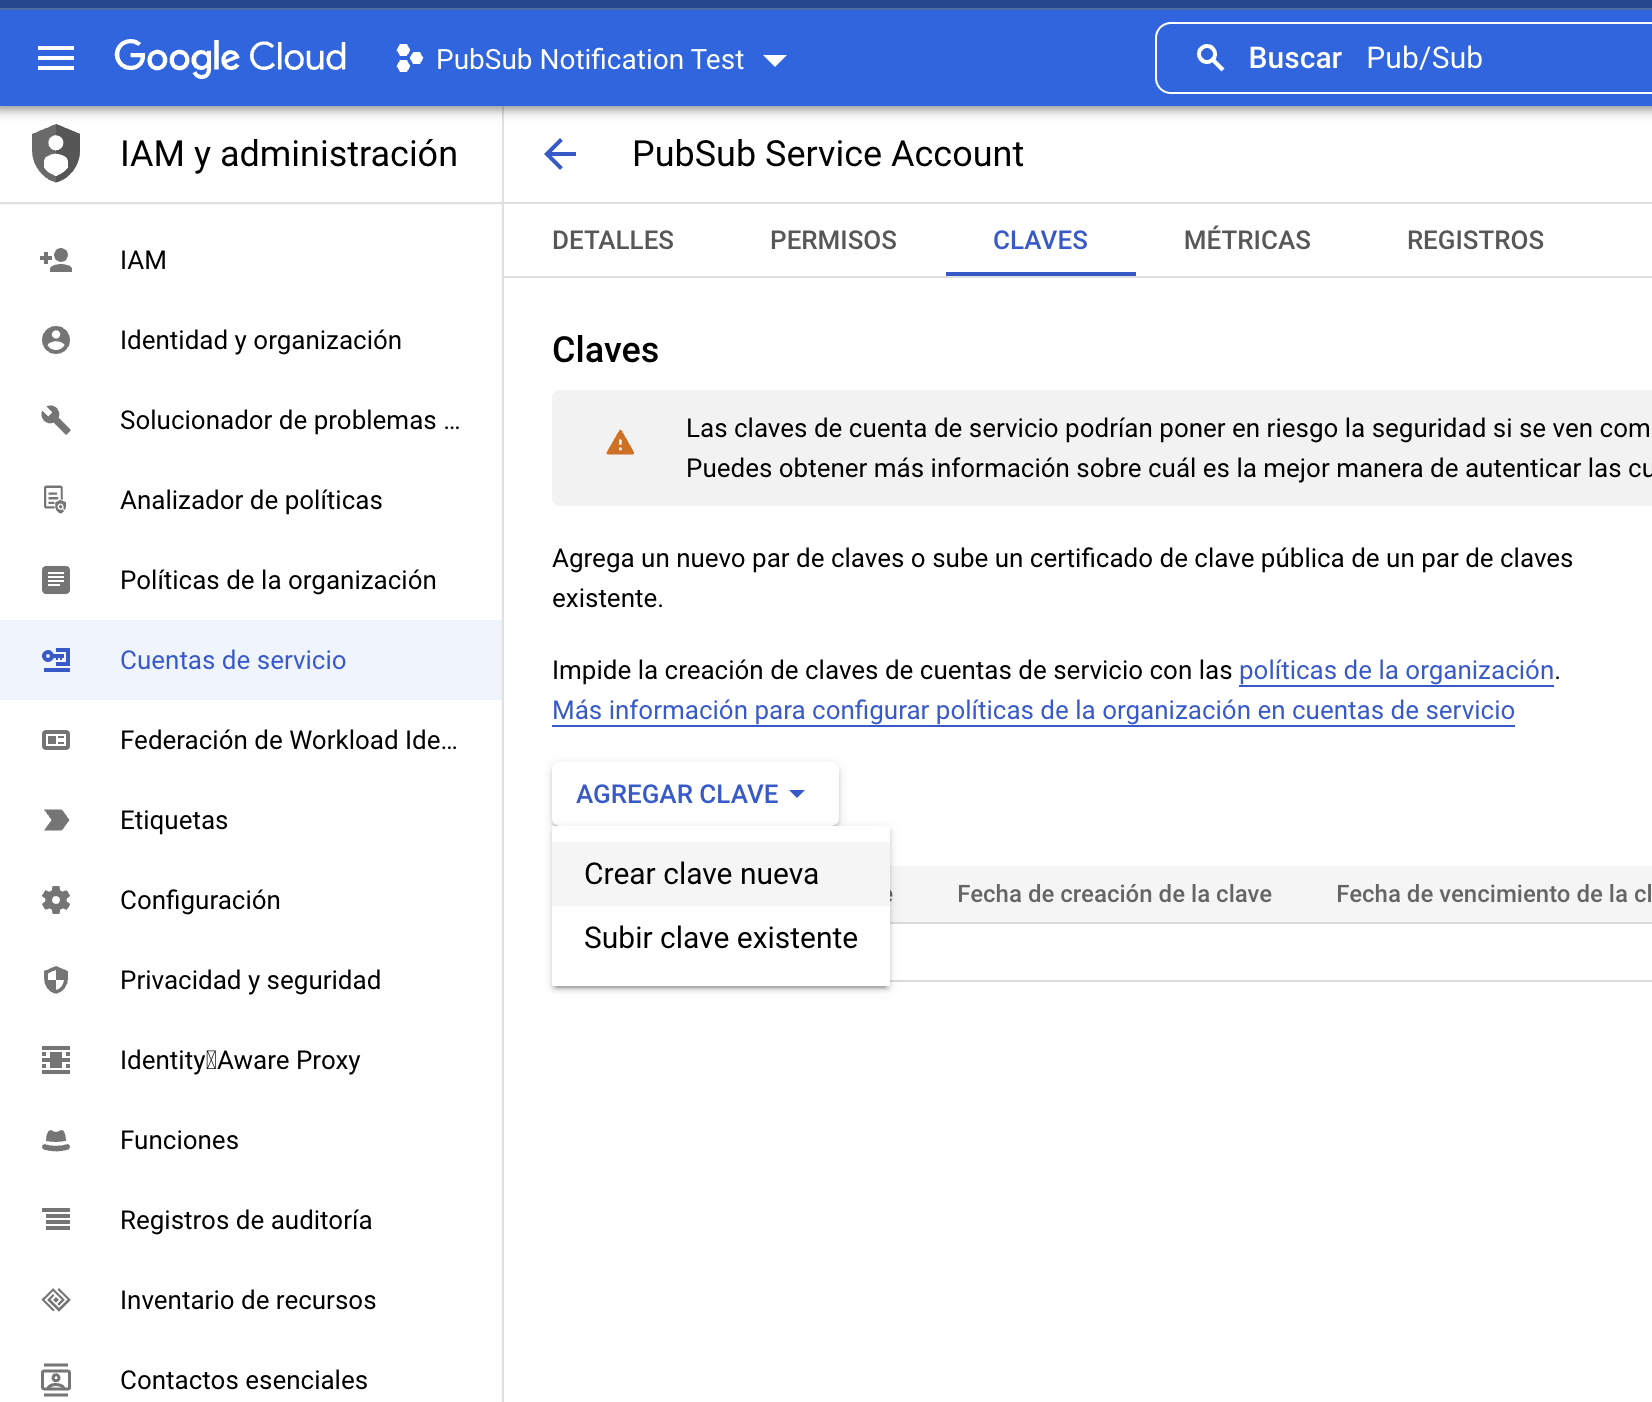 Google Cloud
PubSub Notification Test
Buscar Pub/Sub
IAM y administración
PubSub Service Account
DETALLES
PERMISOS
CLAVES
MÉTRICAS
REGISTROS
IAM
Identidad y organización
Solucionador de problemas ...
Analizador de políticas
Políticas de la organización
Cuentas de servicio
Federación de Workload Ide...
Etiquetas
Configuración
Privacidad y seguridad
Identity Aware Proxy
Funciones
Registros de auditoría
Inventario de recursos
Contactos esenciales
Claves
Las claves de cuenta de servicio podrían poner en riesgo la seguridad si se ven
Puedes obtener más información sobre cuál es la mejor manera de autenticar las
Agrega un nuevo par de claves o sube un certificado de clave pública de un par de claves
existente.
Impide la creación de claves de cuentas de servicio con las políticas de la organización.
Más información para configurar políticas de la organización en cuentas de servicio
AGREGAR CLAVE
Crear clave nueva
Subir clave existente
Fecha de creación de la clave
Fecha de vencimiento de la